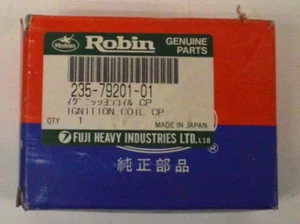 Robin
Robin
GENUINE
PARTS
235-79201-01
イグニッションコイル CP
IGNITION COIL CP
QTY 1
MADE IN JAPAN
FUJI HEAVY INDUSTRIES LTD.
純正部品